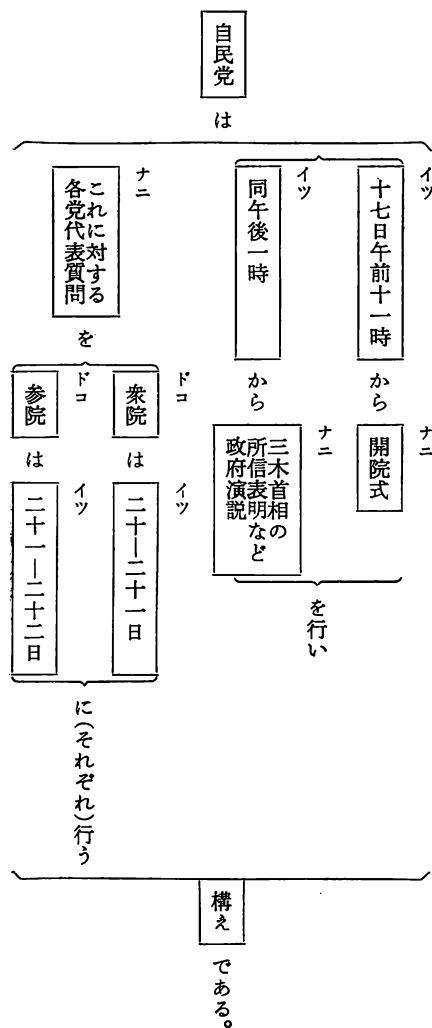 自民党
は
イツ
十七日午前十一時
から
ナニ
開院式
イツ
同午後一時
から
ナニ
三木首相の
所信表明など
政府演説
を行い
ナニ
これに対する
各党代表質問
を
ドコ
衆院
は
イツ
二十—二十一日
ドコ
参院
は
イツ
二十一—二十二日
に(それぞれ)行う
構え
である。